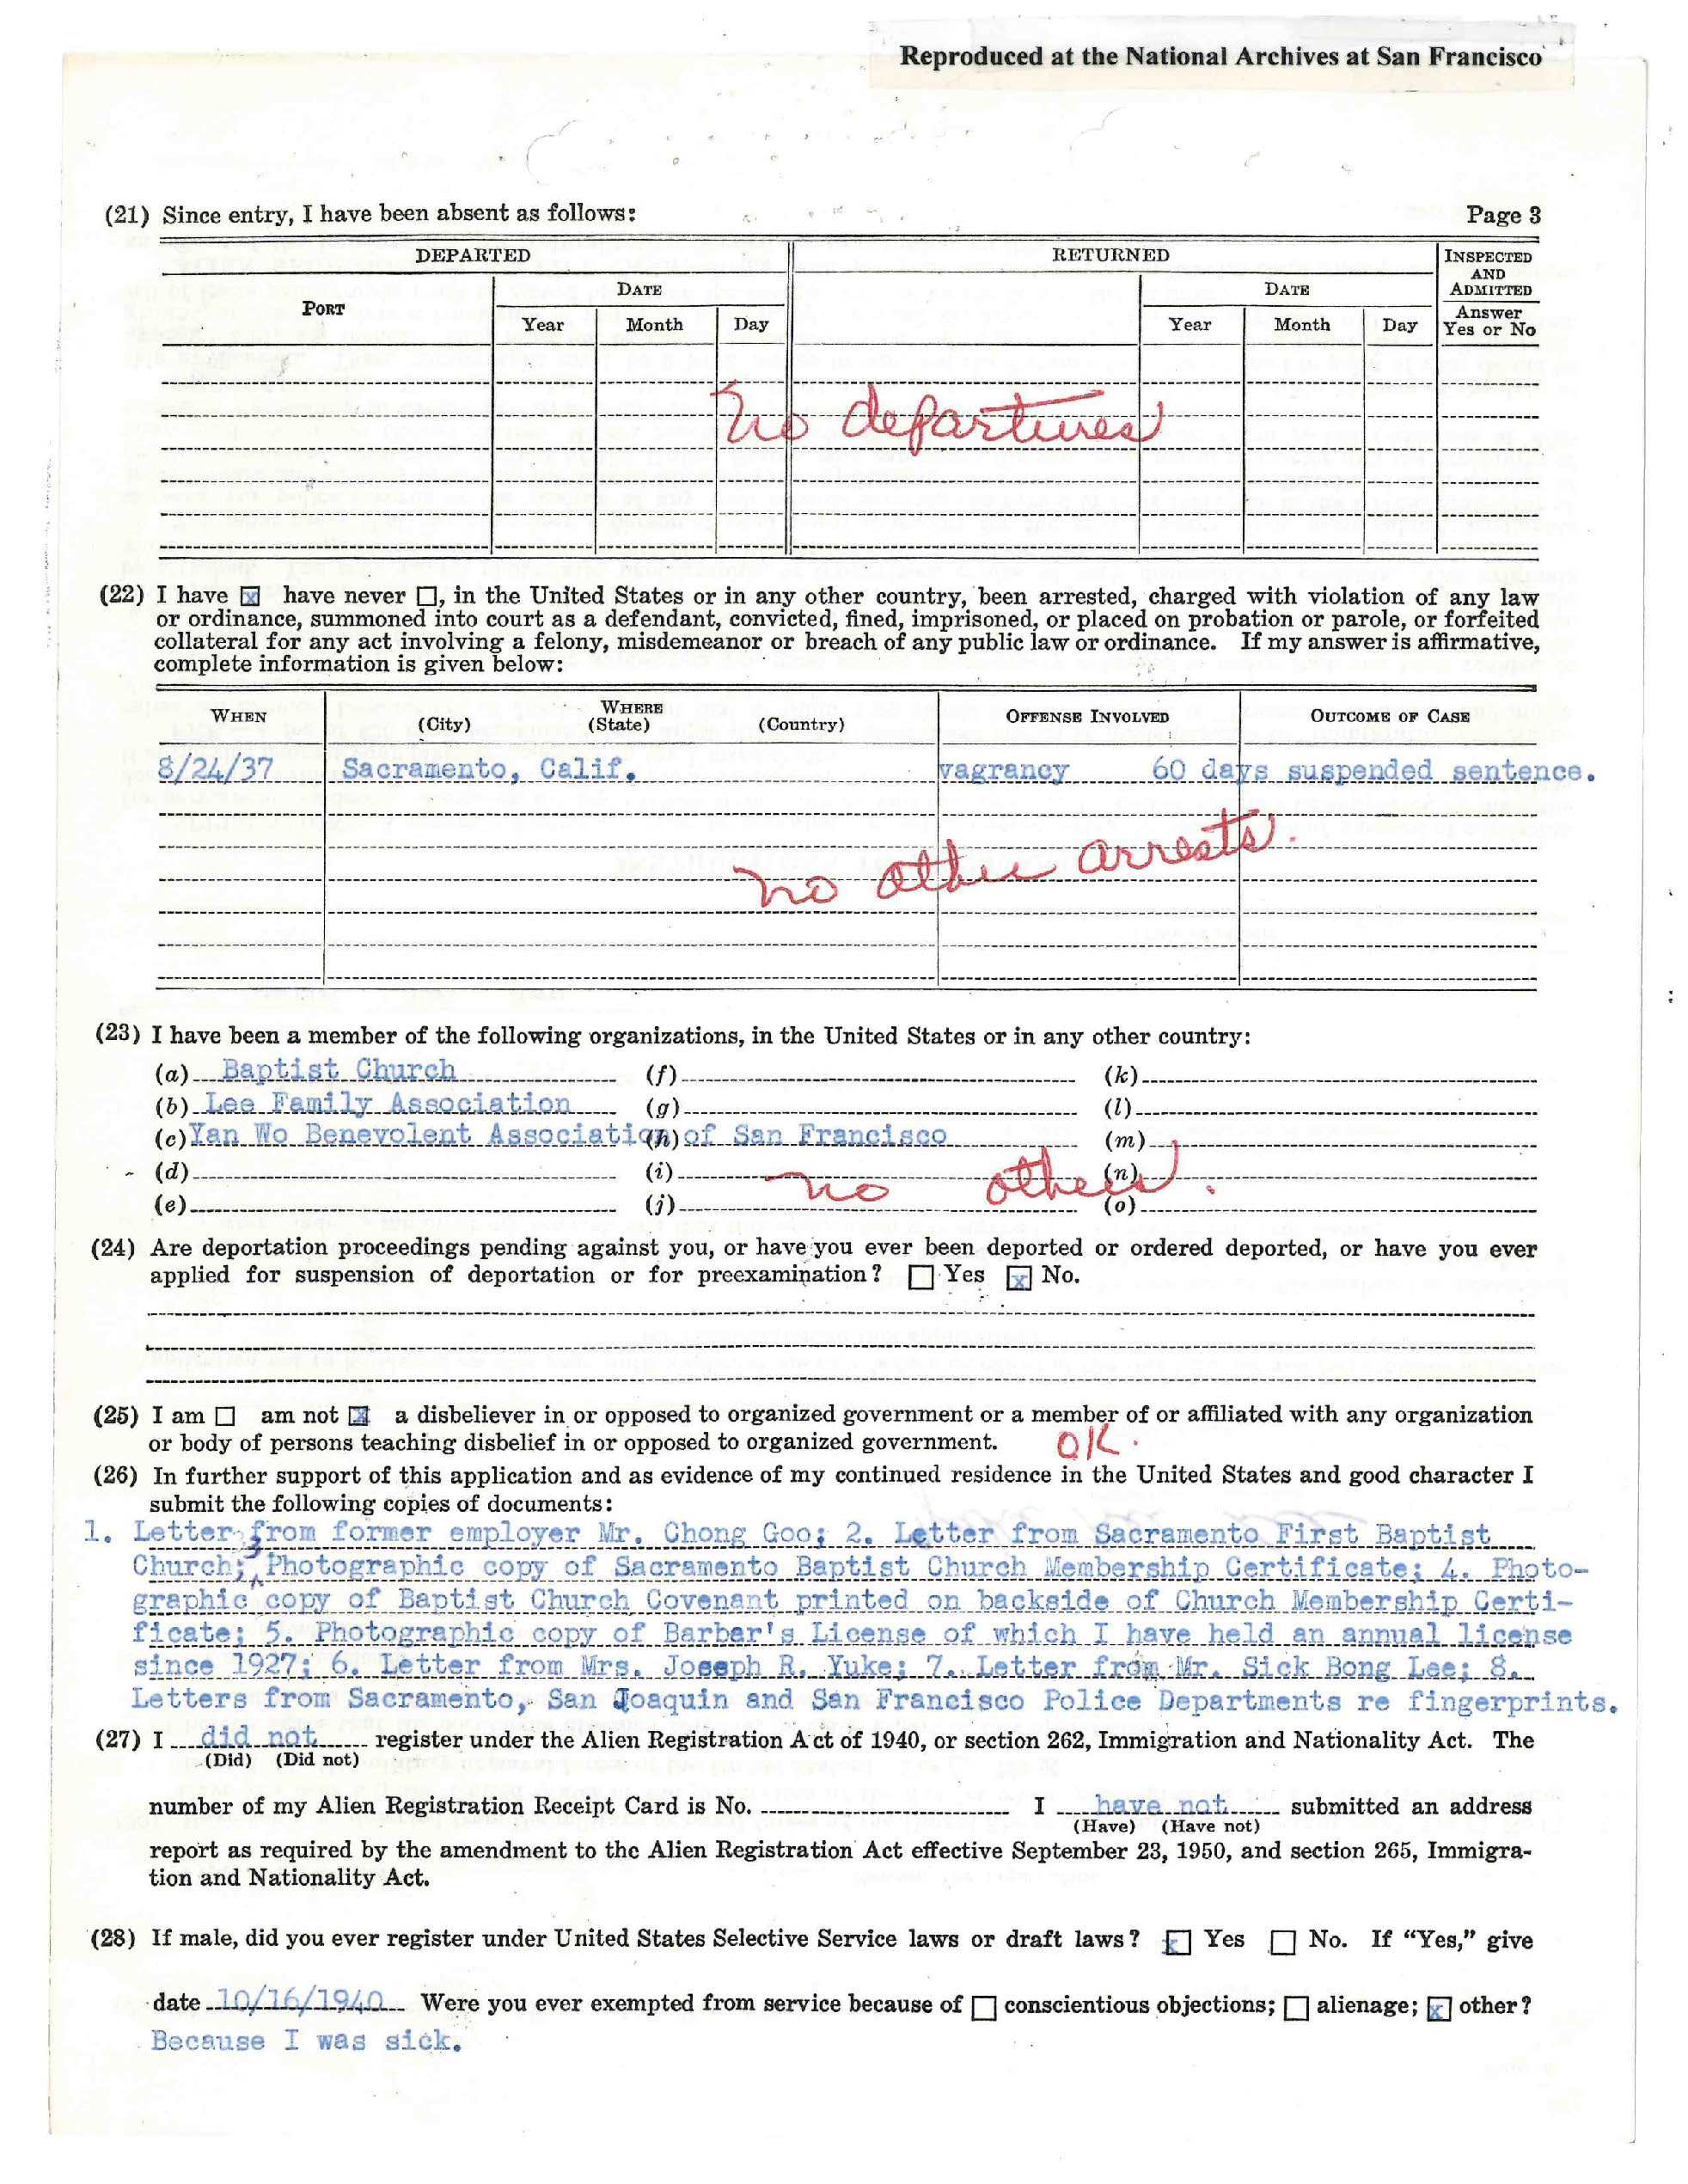 Reproduced at the National Archives at San Francisco
(21) Since entry, I have been absent as follows:
Page 3
DEPARTED
RETURNED
INSPECTED AND ADMITTED
Answer Yes or No
PORT
DATE
DATE
Year Month Day
Year Month Day
No departures
(22) I have [x] have never ☐, in the United States or in any other country, been arrested, charged with violation of any law
or ordinance, summoned into court as a defendant, convicted, fined, imprisoned, or placed on probation or parole, or forfeited
collateral for any act involving a felony, misdemeanor or breach of any public law or ordinance. If my answer is affirmative,
complete information is given below:
WHEN
WHERE
(City) (State) (Country)
OFFENSE INVOLVED
OUTCOME OF CASE
8/24/37 Sacramento, Calif. vagrancy 60 days suspended sentence.
no other arrests.
(23) I have been a member of the following organizations, in the United States or in any other country:
(a) Baptist Church (f) (k)
(b) Lee Family Association (g) (l)
(c) Yan Wo Benevolent Association (h) of San Francisco (m)
(d) (i) (n)
no others.
(e) (j) (o)
(24) Are deportation proceedings pending against you, or have you ever been deported or ordered deported, or have you ever
applied for suspension of deportation or for preexamination? ☐ Yes [x] No.
(25) I am ☐ am not [x] a disbeliever in or opposed to organized government or a member of or affiliated with any organization
or body of persons teaching disbelief in or opposed to organized government. OK.
(26) In further support of this application and as evidence of my continued residence in the United States and good character I
submit the following copies of documents:
1. Letter from former employer Mr. Chong Goo; 2. Letter from Sacramento First Baptist
Church; 3 Photographic copy of Sacramento Baptist Church Membership Certificate; 4. Photo-
graphic copy of Baptist Church Covenant printed on backside of Church Membership Certi-
ficate; 5. Photographic copy of Barber's License of which I have held an annual license
since 1927; 6. Letter from Mrs. Joseph R. Yuke; 7. Letter from Mr. Sick Bong Lee; 8.
Letters from Sacramento, San Joaquin and San Francisco Police Departments re fingerprints.
(27) I did not register under the Alien Registration Act of 1940, or section 262, Immigration and Nationality Act. The
(Did) (Did not)
number of my Alien Registration Receipt Card is No. I have not submitted an address
(Have) (Have not)
report as required by the amendment to the Alien Registration Act effective September 23, 1950, and section 265, Immigra-
tion and Nationality Act.
(28) If male, did you ever register under United States Selective Service laws or draft laws? [x] Yes ☐ No. If "Yes," give
date 10/16/1940 Were you ever exempted from service because of ☐ conscientious objections; ☐ alienage; [x] other?
Because I was sick.